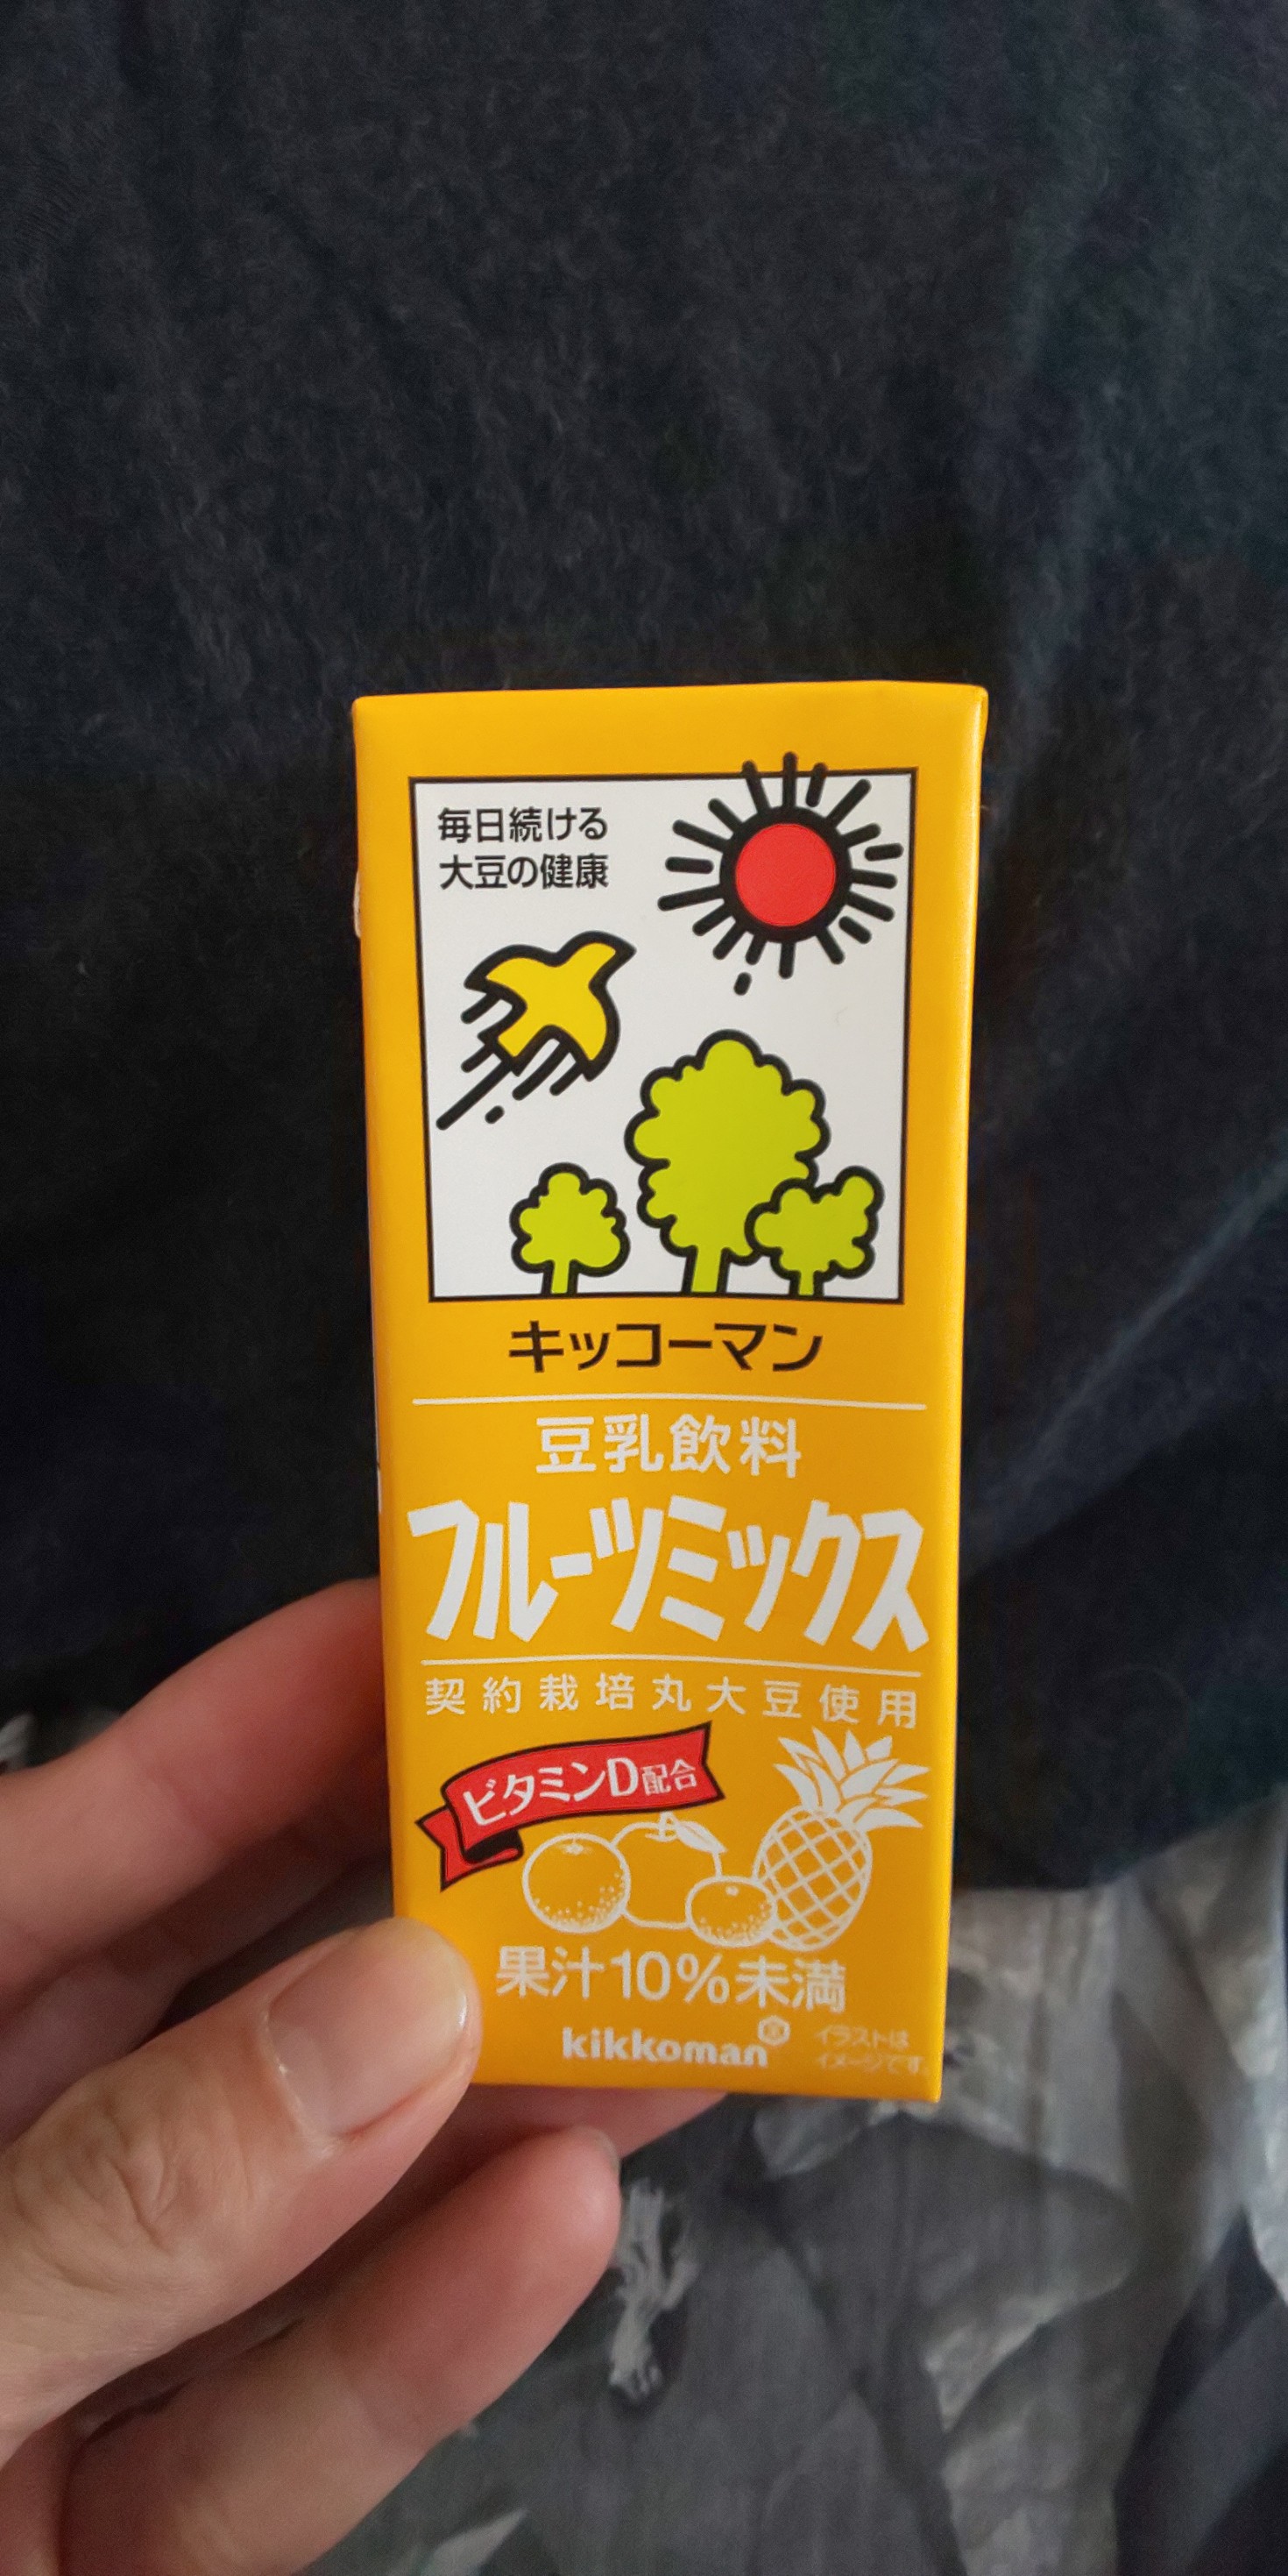 毎日続ける
大豆の健康
キッコーマン
豆乳飲料
フルーツミックス
契約栽培丸大豆使用
ビタミンD配合
果汁10%未満
kikkoman
イラストは
イメージです。